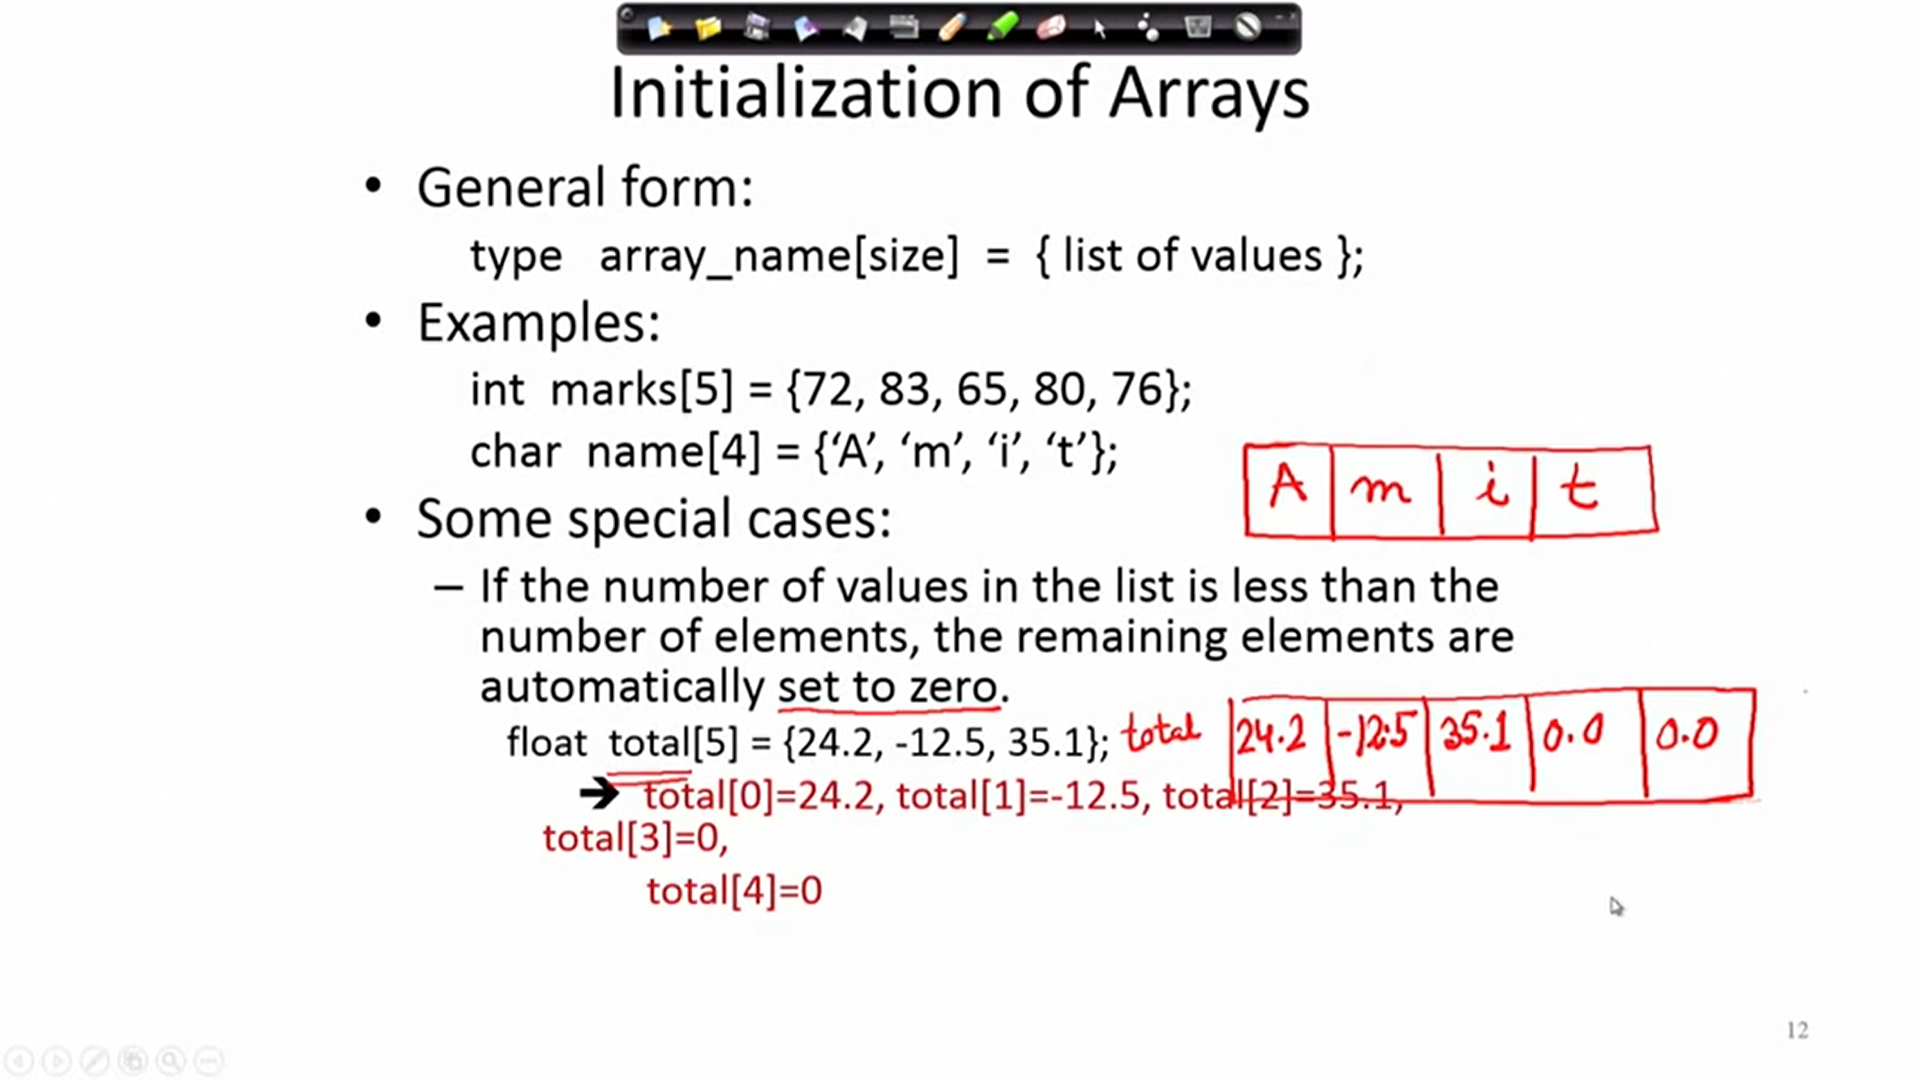 Initialization of Arrays
• General form:
type array_name[size] = { list of values };
• Examples:
int marks[5] = {72, 83, 65, 80, 76};
char name[4] = {‘A’, ‘m’, ‘i’, ‘t’};
A m i t
• Some special cases:
– If the number of values in the list is less than the
number of elements, the remaining elements are
automatically set to zero.
float total[5] = {24.2, -12.5, 35.1}; total 24.2 -12.5 35.1 0.0 0.0
➔ total[0]=24.2, total[1]=-12.5, total[2]=35.1,
total[3]=0,
total[4]=0
12